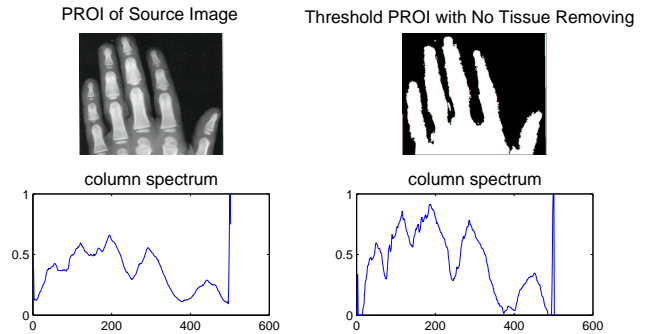 PROI of Source Image
Threshold PROI with No Tissue Removing
column spectrum
1
0.5
0
0 200 400 600
column spectrum
1
0.5
0
0 200 400 600